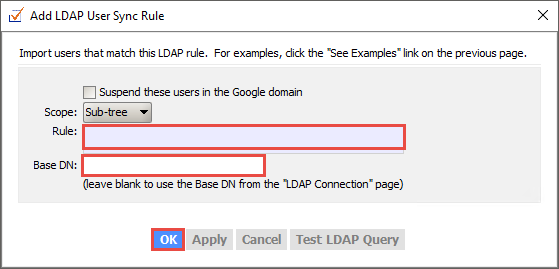 Add LDAP User Sync Rule
Import users that match this LDAP rule. For examples, click the "See Examples" link on the previous page.
Suspend these users in the Google domain
Scope: Sub-tree
Rule:
Base DN:
(leave blank to use the Base DN from the "LDAP Connection" page)
OK Apply Cancel Test LDAP Query